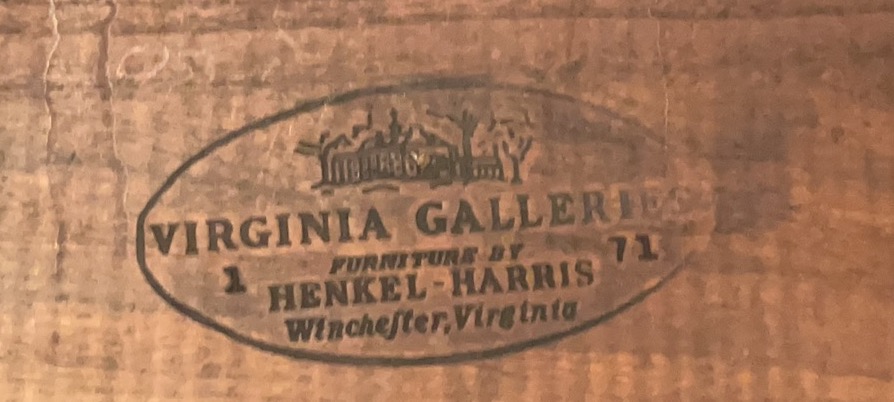 VIRGINIA GALLERIES
FURNITURE BY
1 71
HENKEL-HARRIS
Wincheſter, Virginia